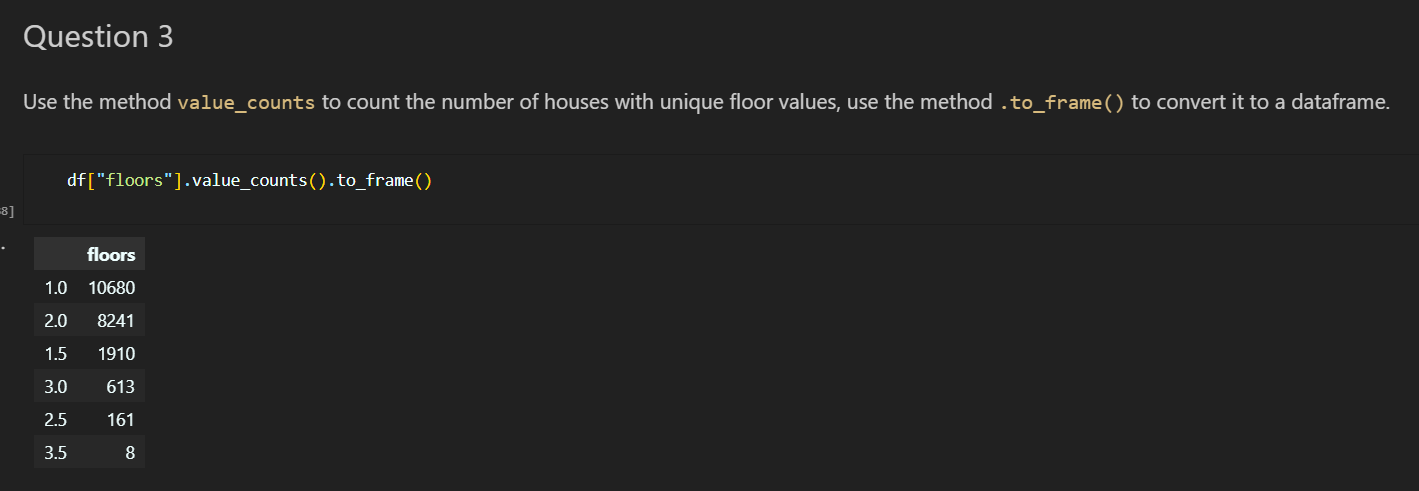 Question 3
Use the method value_counts to count the number of houses with unique floor values, use the method .to_frame() to convert it to a dataframe.
df["floors"].value_counts().to_frame()
8]
floors
1.0 10680
2.0 8241
1.5 1910
3.0 613
2.5 161
3.5 8